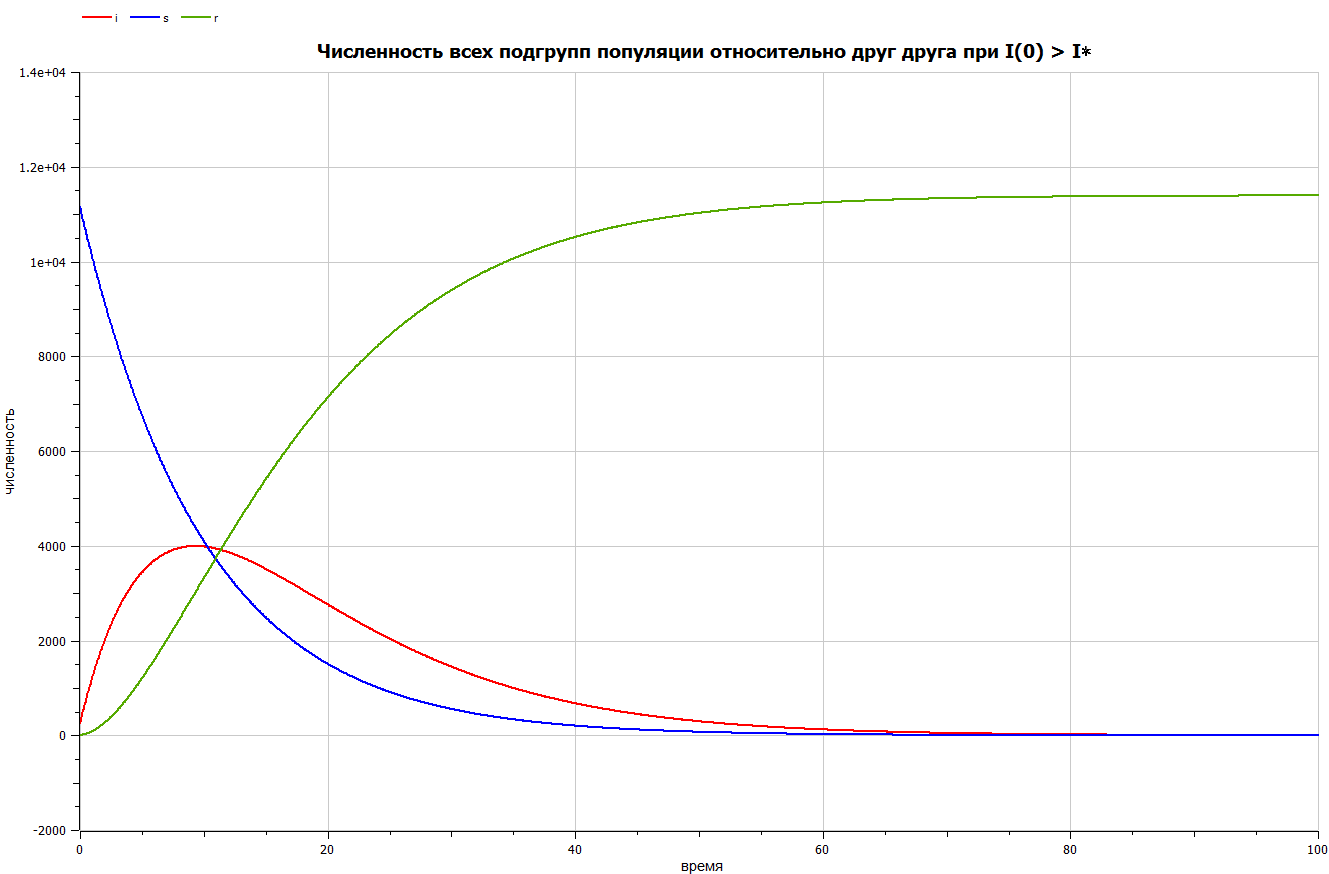 i s r
Численность всех подгрупп популяции относительно друг друга при I(0) > I*
1.4e+04
1.2e+04
1e+04
8000
6000
4000
2000
0
-2000
численность
0 20 40 60 80 100
время